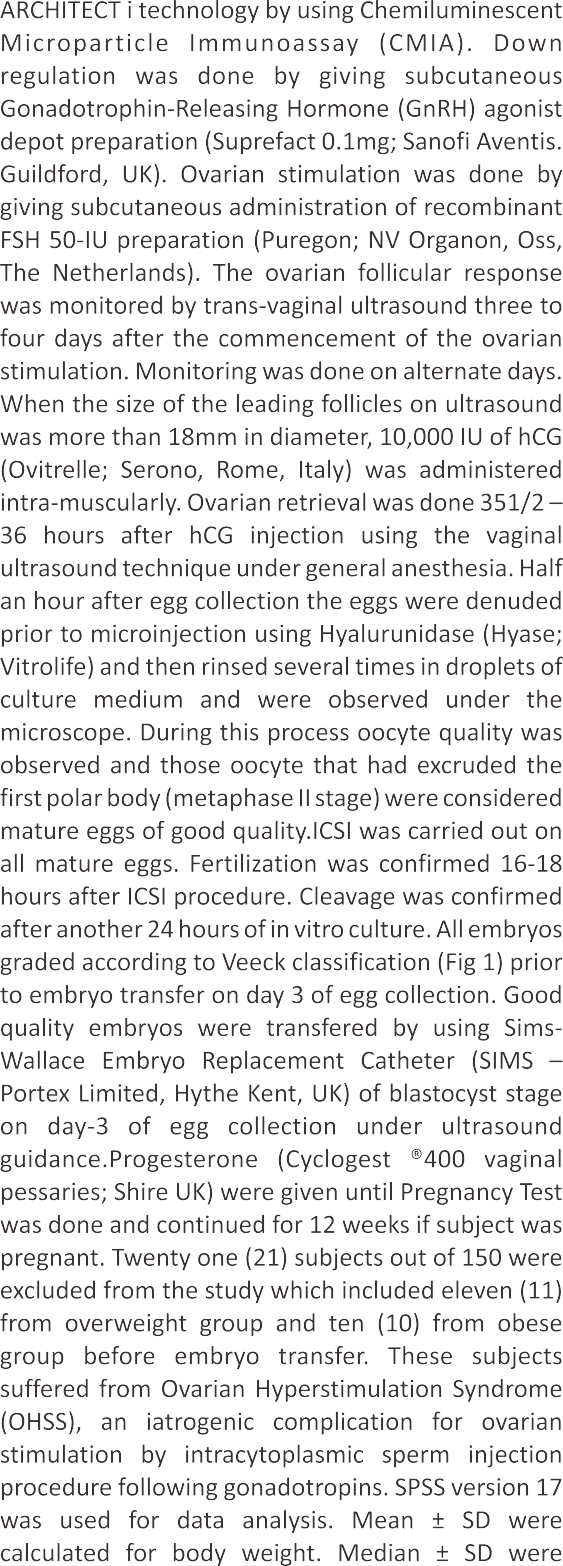 ARCHITECT i technology by using Chemiluminescent
Microparticle Immunoassay (CMIA). Down
regulation was done by giving subcutaneous
Gonadotrophin-Releasing Hormone (GnRH) agonist
depot preparation (Suprefact 0.1mg; Sanofi Aventis.
Guildford, UK). Ovarian stimulation was done by
giving subcutaneous administration of recombinant
FSH 50-IU preparation (Puregon; NV Organon, Oss,
The Netherlands). The ovarian follicular response
was monitored by trans-vaginal ultrasound three to
four days after the commencement of the ovarian
stimulation. Monitoring was done on alternate days.
When the size of the leading follicles on ultrasound
was more than 18mm in diameter, 10,000 IU of hCG
(Ovitrelle; Serono, Rome, Italy) was administered
intra-muscularly. Ovarian retrieval was done 351/2 –
36 hours after hCG injection using the vaginal
ultrasound technique under general anesthesia. Half
an hour after egg collection the eggs were denuded
prior to microinjection using Hyalurunidase (Hyase;
Vitrolife) and then rinsed several times in droplets of
culture medium and were observed under the
microscope. During this process oocyte quality was
observed and those oocyte that had excruded the
first polar body (metaphase II stage) were considered
mature eggs of good quality.ICSI was carried out on
all mature eggs. Fertilization was confirmed 16-18
hours after ICSI procedure. Cleavage was confirmed
after another 24 hours of in vitro culture. All embryos
graded according to Veeck classification (Fig 1) prior
to embryo transfer on day 3 of egg collection. Good
quality embryos were transfered by using Sims-
Wallace Embryo Replacement Catheter (SIMS –
Portex Limited, Hythe Kent, UK) of blastocyst stage
on day-3 of egg collection under ultrasound
guidance.Progesterone (Cyclogest ®400 vaginal
pessaries; Shire UK) were given until Pregnancy Test
was done and continued for 12 weeks if subject was
pregnant. Twenty one (21) subjects out of 150 were
excluded from the study which included eleven (11)
from overweight group and ten (10) from obese
group before embryo transfer. These subjects
suffered from Ovarian Hyperstimulation Syndrome
(OHSS), an iatrogenic complication for ovarian
stimulation by intracytoplasmic sperm injection
procedure following gonadotropins. SPSS version 17
was used for data analysis. Mean ± SD were
calculated for body weight. Median ± SD were